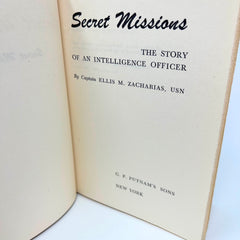 Secret Missions
THE STORY
OF AN INTELLIGENCE OFFICER
By Captain ELLIS M. ZACHARIAS, USN
G. P. PUTNAM'S SONS
NEW YORK